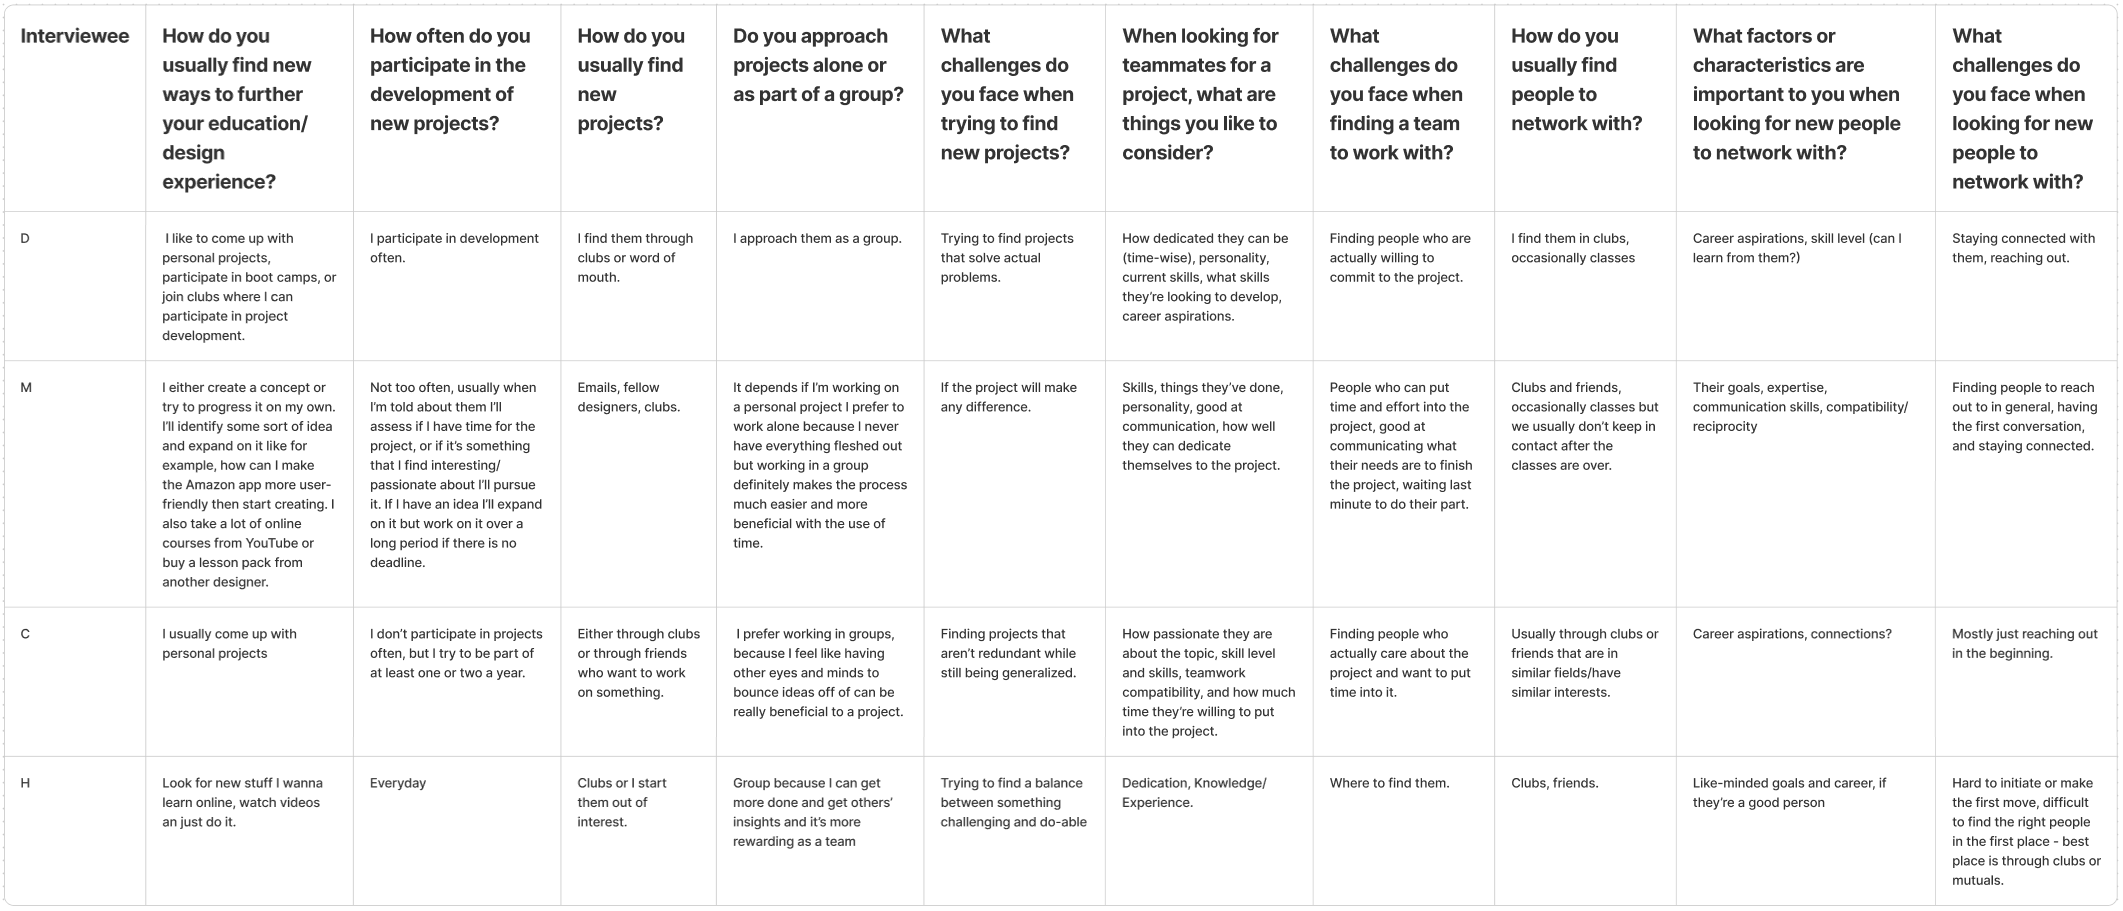 Interviewee
How do you
usually find new
ways to further
your education/
design
experience?
How often do you
participate in the
development of
new projects?
How do you
usually find
new
projects?
Do you approach
projects alone or
as part of a group?
What
challenges do
you face when
trying to find
new projects?
When looking for
teammates for a
project, what are
things you like to
consider?
What
challenges do
you face when
finding a team
to work with?
How do you
usually find
people to
network with?
What factors or
characteristics are
important to you when
looking for new people
to network with?
What
challenges do
you face when
looking for new
people to
network with?
D
I like to come up with
personal projects,
participate in boot camps, or
join clubs where I can
participate in project
development.
I participate in development
often.
I find them through
clubs or word of
mouth.
I approach them as a group.
Trying to find projects
that solve actual
problems.
How dedicated they can be
(time-wise), personality,
current skills, what skills
they're looking to develop,
career aspirations.
Finding people who are
actually willing to
commit to the project.
I find them in clubs,
occasionally classes
Career aspirations, skill level (can I
learn from them?)
Staying connected with
them, reaching out.
M
I either create a concept or
try to progress it on my own.
I'll identify some sort of idea
and expand on it like for
example, how can I make
the Amazon app more user-
friendly then start creating. I
also take a lot of online
courses from YouTube or
buy a lesson pack from
another designer.
Not too often, usually when
I'm told about them I'll
assess if I have time for the
project, or if it's something
that I find interesting/
passionate about I'll pursue
it. If I have an idea I'll expand
on it but work on it over a
long period if there is no
deadline.
Emails, fellow
designers, clubs.
It depends if I'm working on
a personal project I prefer to
work alone because I never
have everything fleshed out
but working in a group
definitely makes the process
much easier and more
beneficial with the use of
time.
If the project will make
any difference.
Skills, things they've done,
personality, good at
communication, how well
they can dedicate
themselves to the project.
People who can put
time and effort into the
project, good at
communicating what
their needs are to finish
the project, waiting last
minute to do their part.
Clubs and friends,
occasionally classes but
we usually don't keep in
contact after the
classes are over.
Their goals, expertise,
communication skills, compatibility/
reciprocity
Finding people to reach
out to in general, having
the first conversation,
and staying connected.
C
I usually come up with
personal projects
I don't participate in projects
often, but I try to be part of
at least one or two a year.
Either through clubs
or through friends
who want to work
on something.
I prefer working in groups,
because I feel like having
other eyes and minds to
bounce ideas off of can be
really beneficial to a project.
Finding projects that
aren't redundant while
still being generalized.
How passionate they are
about the topic, skill level
and skills, teamwork
compatibility, and how much
time they're willing to put
into the project.
Finding people who
actually care about the
project and want to put
time into it.
Usually through clubs or
friends that are in
similar fields/have
similar interests.
Career aspirations, connections?
Mostly just reaching out
in the beginning.
H
Look for new stuff I wanna
learn online, watch videos
an just do it.
Everyday
Clubs or I start
them out of
interest.
Group because I can get
more done and get others'
insights and it's more
rewarding as a team
Trying to find a balance
between something
challenging and do-able
Dedication, Knowledge/
Experience.
Where to find them.
Clubs, friends.
Like-minded goals and career, if
they're a good person
Hard to initiate or make
the first move, difficult
to find the right people
in the first place - best
place is through clubs or
mutuals.